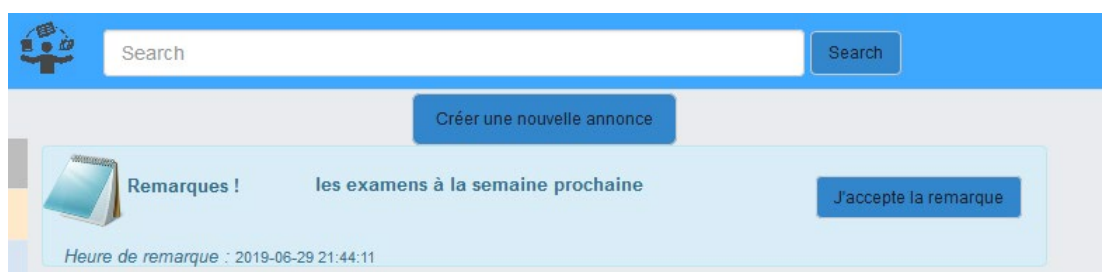 Search Search
Créer une nouvelle annonce
Remarques ! les examens à la semaine prochaine J'accepte la remarque
Heure de remarque : 2019-06-29 21:44:11